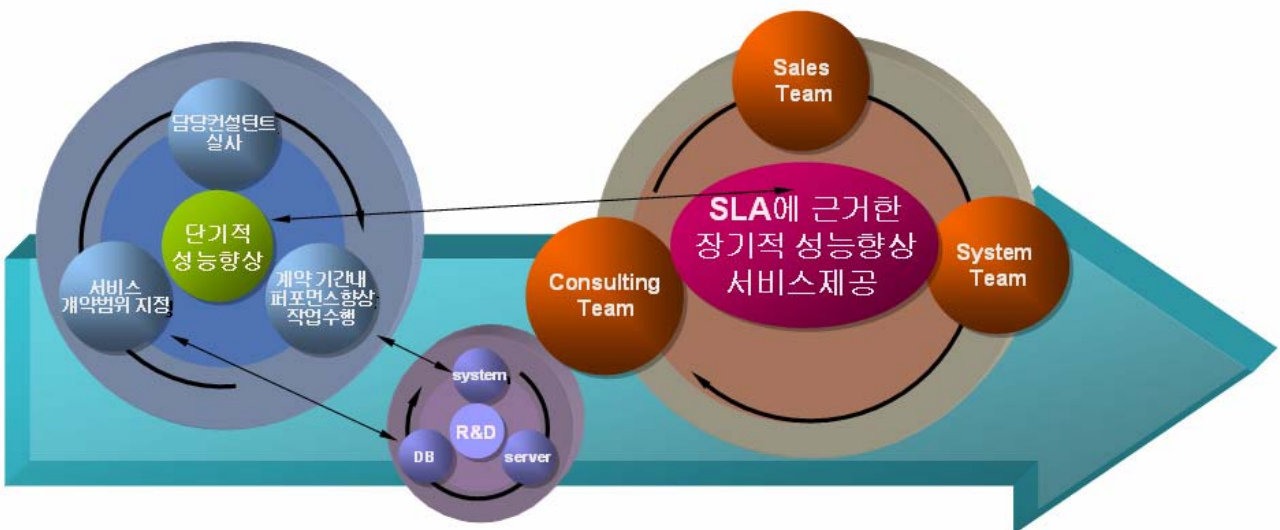 담당컨설턴트
실사
단기적
성능향상
서비스
개약범위 지정
계약 기간내
퍼포먼스향상
작업수행
system
R&D
DB
server
Sales
Team
SLA에 근거한
장기적 성능향상
서비스제공
Consulting
Team
System
Team